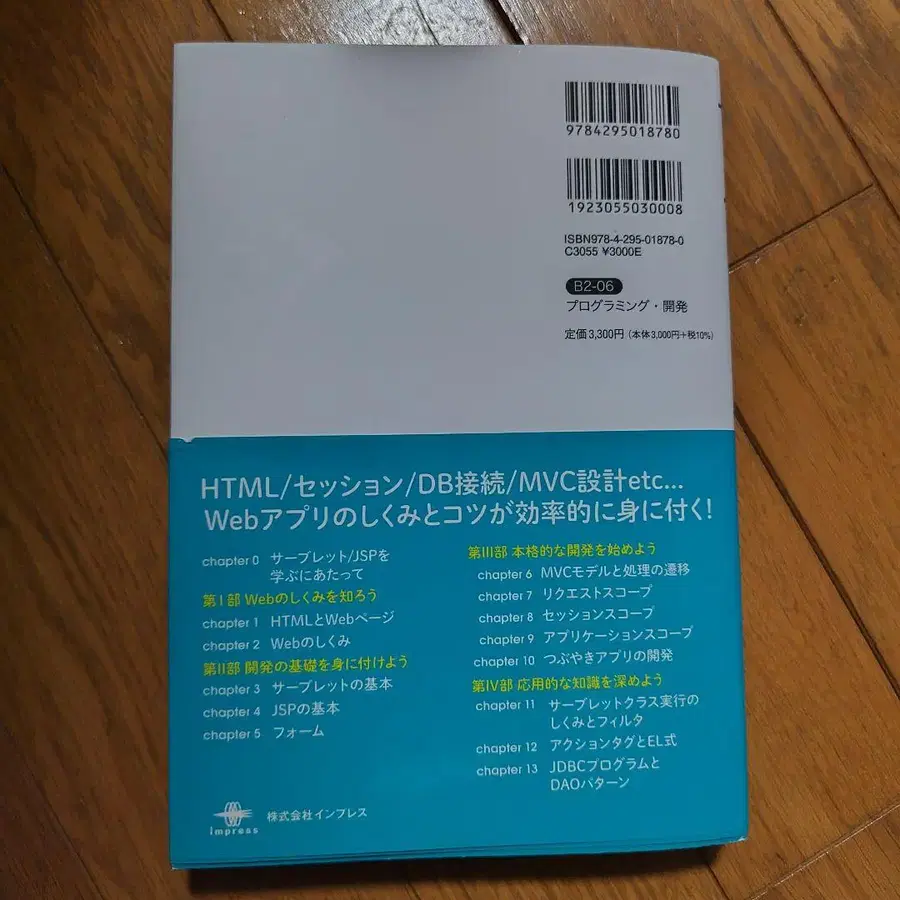 9784295018780
1923055030008
ISBN978-4-295-01878-0
C3055 ¥3000E
B2-06
プログラミング・開発
定価3,300円(本体3,000円+税10%)
HTML/セッション/DB接続/MVC設計etc...
Webアプリのしくみとコツが効率的に身に付く!
chapter 0 サーブレット/JSPを
学ぶにあたって
第I部 Webのしくみを知ろう
chapter 1 HTMLとWebページ
chapter 2 Webのしくみ
第II部 開発の基礎を身に付けよう
chapter 3 サーブレットの基本
chapter 4 JSPの基本
chapter 5 フォーム
第III部 本格的な開発を始めよう
chapter 6 MVCモデルと処理の遷移
chapter 7 リクエストスコープ
chapter 8 セッションスコープ
chapter 9 アプリケーションスコープ
chapter 10 つぶやきアプリの開発
第IV部 応用的な知識を深めよう
chapter 11 サーブレットクラス実行の
しくみとフィルタ
chapter 12 アクションタグとEL式
chapter 13 JDBCプログラムと
DAOパターン
impress 株式会社インプレス